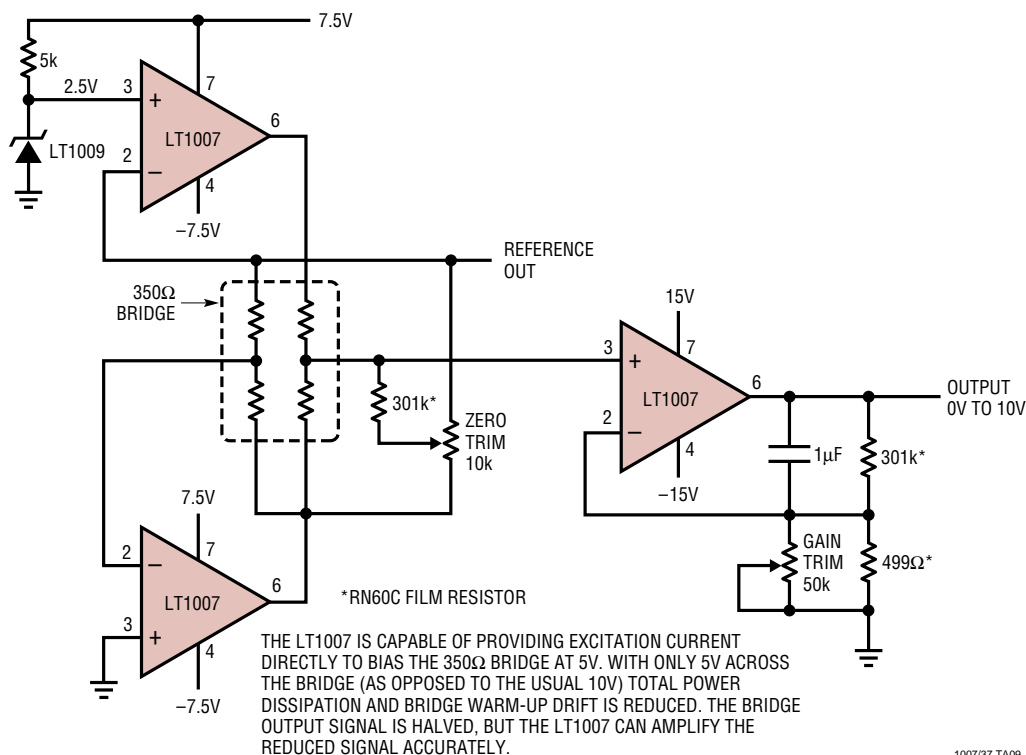 7.5V
5k
2.5V
3
+
7
LT1007
6
LT1009
2
−
4
−7.5V
REFERENCE
OUT
350Ω
BRIDGE
15V
3
+
7
LT1007
6
OUTPUT
0V TO 10V
2
−
4
−15V
301k*
ZERO
TRIM
10k
1µF
301k*
7.5V
GAIN
TRIM
50k
499Ω*
2
−
7
LT1007
6
3
+
4
−7.5V
*RN60C FILM RESISTOR
THE LT1007 IS CAPABLE OF PROVIDING EXCITATION CURRENT
DIRECTLY TO BIAS THE 350Ω BRIDGE AT 5V. WITH ONLY 5V ACROSS
THE BRIDGE (AS OPPOSED TO THE USUAL 10V) TOTAL POWER
DISSIPATION AND BRIDGE WARM-UP DRIFT IS REDUCED. THE BRIDGE
OUTPUT SIGNAL IS HALVED, BUT THE LT1007 CAN AMPLIFY THE
REDUCED SIGNAL ACCURATELY.
1007/37 TA09